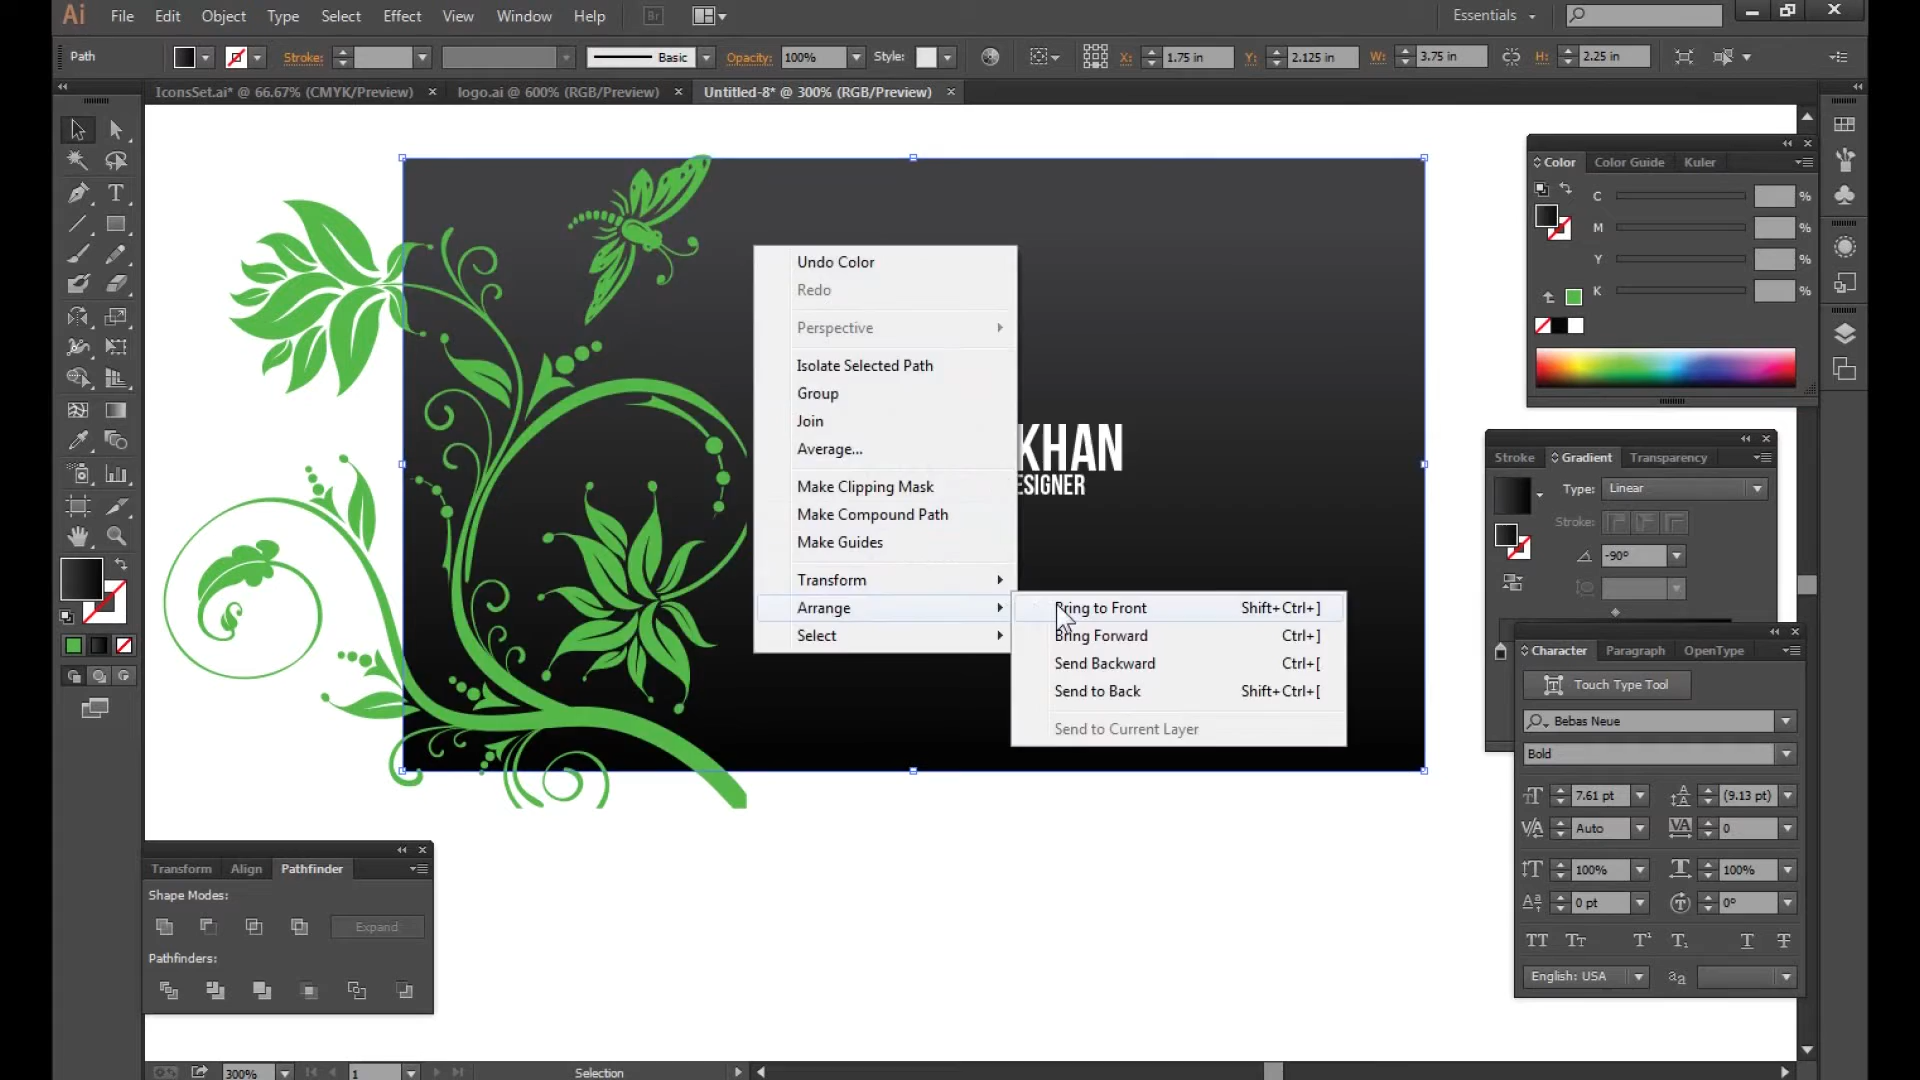 Ai File Edit Object Type Select Effect View Window Help Br Essentials
Path Stroke: Basic Opacity: 100% Style: X: 1.75 in Y: 2.125 in W: 3.75 in H: 2.25 in
IconsSet.ai* @ 66.67% (CMYK/Preview) × logo.ai @ 600% (RGB/Preview) × Untitled-8* @ 300% (RGB/Preview) ×
Undo Color
Redo
Perspective
Isolate Selected Path
Group
Join
Average...
Make Clipping Mask
Make Compound Path
Make Guides
Transform
Arrange
Select
Bring to Front Shift+Ctrl+]
Bring Forward Ctrl+]
Send Backward Ctrl+[
Send to Back Shift+Ctrl+[
Send to Current Layer
KHAN
ESIGNER
Color Color Guide Kuler
C %
M %
Y %
K %
Stroke Gradient Transparency
Type: Linear
Stroke:
-90°
Character Paragraph OpenType
Touch Type Tool
Bebas Neue
Bold
7.61 pt (9.13 pt)
Auto 0
100% 100%
0 pt 0°
English: USA
Transform Align Pathfinder
Shape Modes:
Expand
Pathfinders:
300% 1 Selection